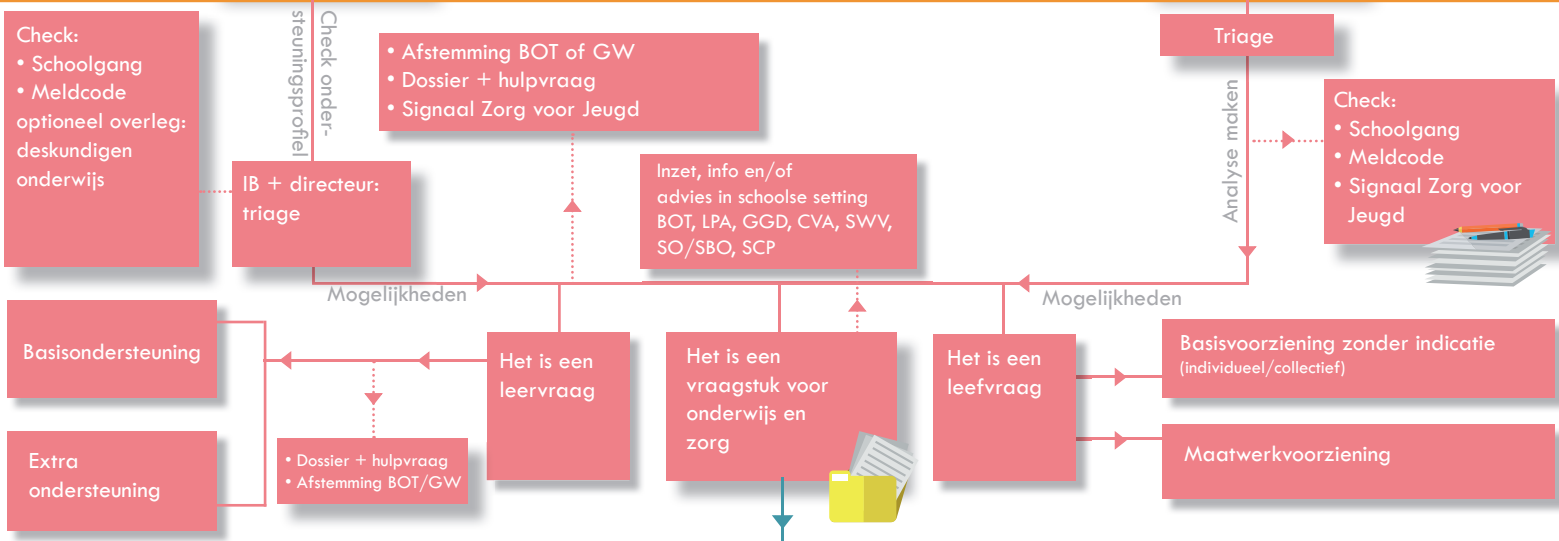 Check:
• Schoolgang
• Meldcode
optioneel overleg:
deskundigen
onderwijs
Check onder-
steuningsprofiel
IB + directeur:
triage
• Afstemming BOT of GW
• Dossier + hulpvraag
• Signaal Zorg voor Jeugd
Inzet, info en/of
advies in schoolse setting
BOT, LPA, GGD, CVA, SWV,
SO/SBO, SCP
Triage
Analyse maken
Check:
• Schoolgang
• Meldcode
• Signaal Zorg voor
Jeugd
Mogelijkheden
Mogelijkheden
Basisondersteuning
Extra
ondersteuning
• Dossier + hulpvraag
• Afstemming BOT/GW
Het is een
leervraag
Het is een
vraagstuk voor
onderwijs en
zorg
Het is een
leefvraag
Basisvoorziening zonder indicatie
(individueel/collectief)
Maatwerkvoorziening